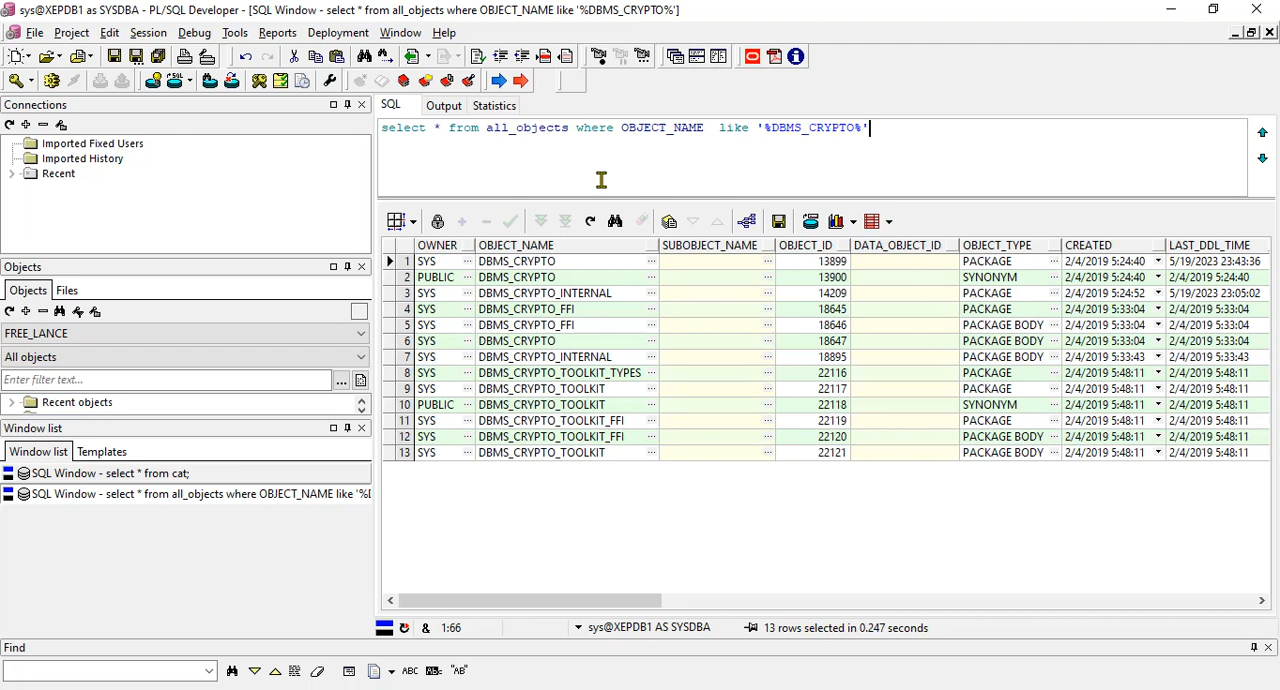 sys@XEPDB1 as SYSDBA - PL/SQL Developer - [SQL Window - select * from all_objects where OBJECT_NAME like '%DBMS_CRYPTO%']
File Project Edit Session Debug Tools Reports Deployment Window Help
Connections
Imported Fixed Users
Imported History
Recent
Objects
Objects Files
FREE_LANCE
All objects
Enter filter text...
Recent objects
Window list
Window list Templates
SQL Window - select * from cat;
SQL Window - select * from all_objects where OBJECT_NAME like '%D
SQL Output Statistics
select * from all_objects where OBJECT_NAME like '%DBMS_CRYPTO%'
OWNER OBJECT_NAME SUBOBJECT_NAME OBJECT_ID DATA_OBJECT_ID OBJECT_TYPE CREATED LAST_DDL_TIME
1 SYS DBMS_CRYPTO 13899 PACKAGE 2/4/2019 5:24:40 5/19/2023 23:43:36
2 PUBLIC DBMS_CRYPTO 13900 SYNONYM 2/4/2019 5:24:40 2/4/2019 5:24:40
3 SYS DBMS_CRYPTO_INTERNAL 14209 PACKAGE 2/4/2019 5:24:52 5/19/2023 23:05:02
4 SYS DBMS_CRYPTO_FFI 18645 PACKAGE 2/4/2019 5:33:04 2/4/2019 5:33:04
5 SYS DBMS_CRYPTO_FFI 18646 PACKAGE BODY 2/4/2019 5:33:04 2/4/2019 5:33:04
6 SYS DBMS_CRYPTO 18647 PACKAGE BODY 2/4/2019 5:33:04 2/4/2019 5:33:04
7 SYS DBMS_CRYPTO_INTERNAL 18895 PACKAGE BODY 2/4/2019 5:33:43 2/4/2019 5:33:43
8 SYS DBMS_CRYPTO_TOOLKIT_TYPES 22116 PACKAGE 2/4/2019 5:48:11 2/4/2019 5:48:11
9 SYS DBMS_CRYPTO_TOOLKIT 22117 PACKAGE 2/4/2019 5:48:11 2/4/2019 5:48:11
10 PUBLIC DBMS_CRYPTO_TOOLKIT 22118 SYNONYM 2/4/2019 5:48:11 2/4/2019 5:48:11
11 SYS DBMS_CRYPTO_TOOLKIT_FFI 22119 PACKAGE 2/4/2019 5:48:11 2/4/2019 5:48:11
12 SYS DBMS_CRYPTO_TOOLKIT_FFI 22120 PACKAGE BODY 2/4/2019 5:48:11 2/4/2019 5:48:11
13 SYS DBMS_CRYPTO_TOOLKIT 22121 PACKAGE BODY 2/4/2019 5:48:11 2/4/2019 5:48:11
& 1:66 sys@XEPDB1 AS SYSDBA 13 rows selected in 0.247 seconds
Find
ABC "AB"